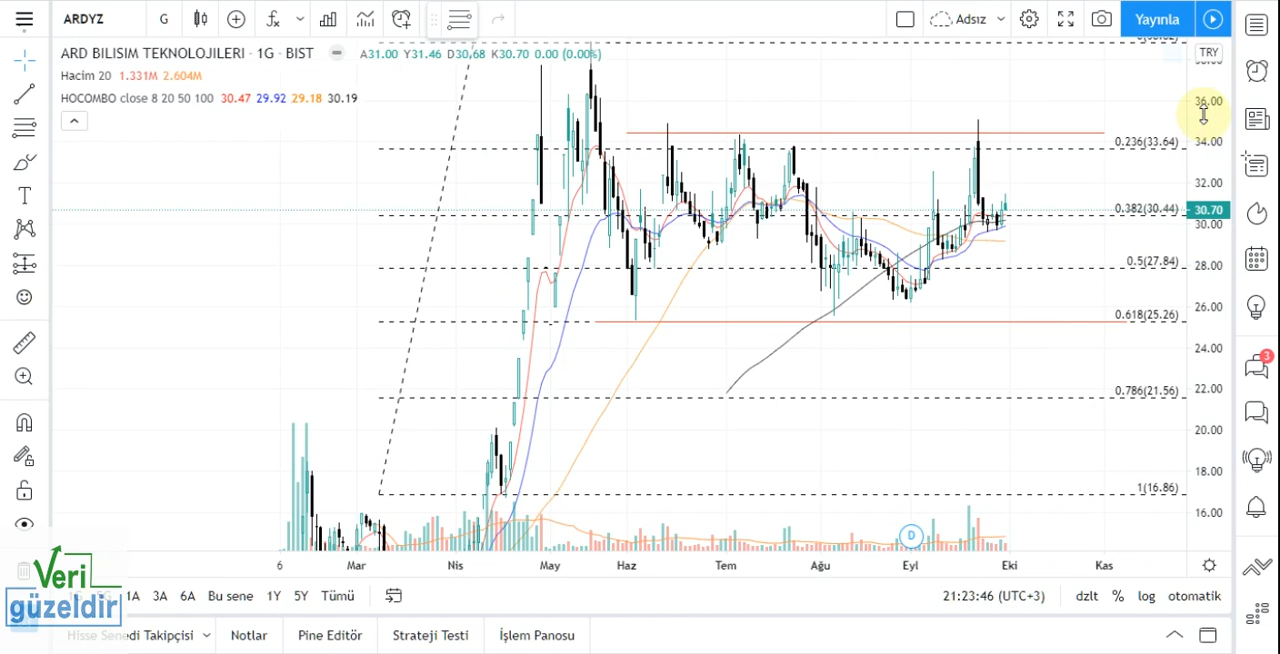 ARDYZ G Adsız Yayınla
ARD BILISIM TEKNOLOJILERI · 1G · BIST A31.00 Y31.46 D30.68 K30.70 0.00 (0.00%) TRY
Hacim 20 1.331M 2.604M
HOCOMBO close 8 20 50 100 30.47 29.92 29.18 30.19
36.00
0.236(33.64) 34.00
32.00
0.382(30.44) 30.70
30.00
0.5(27.84) 28.00
26.00
0.618(25.26)
24.00
0.786(21.56) 22.00
20.00
18.00
1(16.86)
16.00
D
6 Mar Nis May Haz Tem Ağu Eyl Eki Kas
3
1A 3A 6A Bu sene 1Y 5Y Tümü 21:23:46 (UTC+3) dzlt % log otomatik
Veri
güzeldir
Hisse Senedi Takipçisi Notlar Pine Editör Strateji Testi İşlem Panosu